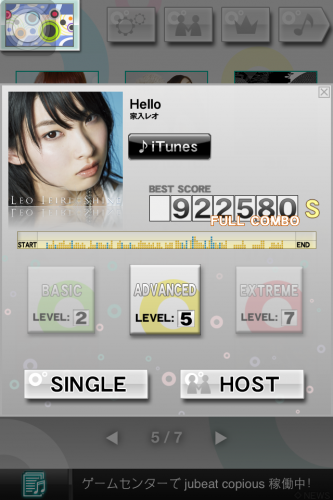 Hello
家入レオ
LEO IEIRI
♪iTunes
BEST SCORE
922580 S
FULL COMBO
START
END
BASIC
LEVEL: 2
ADVANCED
LEVEL: 5
EXTREME
LEVEL: 7
SINGLE
HOST
5 / 7
ゲームセンターで jubeat copious 稼働中!